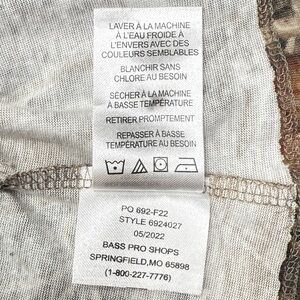 LAVER À LA MACHINE
À L'EAU FROIDE À
L'ENVERS AVEC DES
COULEURS SEMBLABLES
BLANCHIR SANS
CHLORE AU BESOIN
SÉCHER À LA MACHINE
À BASSE TEMPÉRATURE
RETIRER PROMPTEMENT
REPASSER À BASSE
TEMPÉRATURE AU BESOIN
PO 692-F22
STYLE 6924027
05/2022
BASS PRO SHOPS
SPRINGFIELD,MO 65898
(1-800-227-7776)